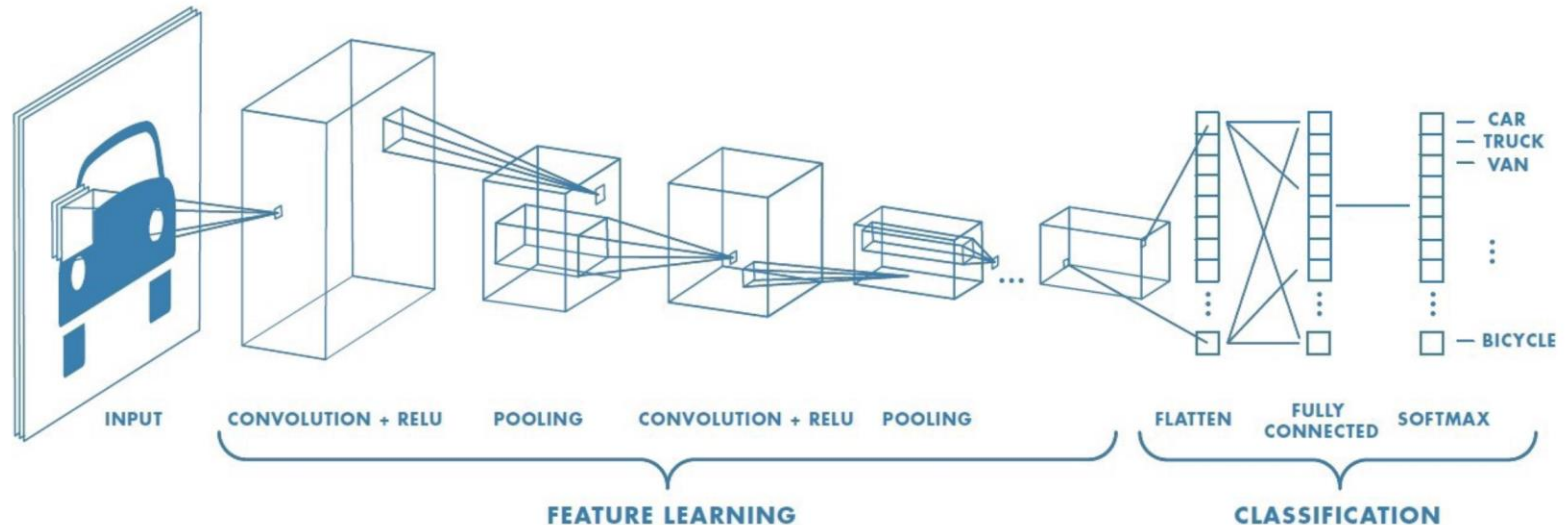 CAR
TRUCK
VAN
BICYCLE
INPUT
CONVOLUTION + RELU
POOLING
CONVOLUTION + RELU
POOLING
FLATTEN
FULLY
CONNECTED
SOFTMAX
FEATURE LEARNING
CLASSIFICATION